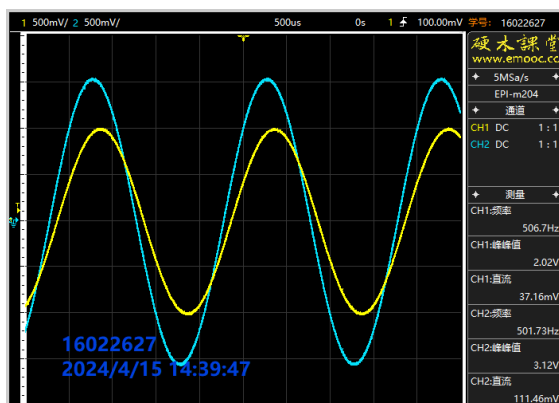 1 500mV/ 2 500mV/ 500us 0s 1 100.00mV 学号: 16022627
硬木課堂
www.emooc.cc
5MSa/s
EPI-m204
通道
CH1 DC 1 : 1
CH2 DC 1 : 1
测量
CH1:频率
506.7Hz
CH1:峰峰值
2.02V
CH1:直流
37.16mV
CH2:频率
501.73Hz
CH2:峰峰值
3.12V
CH2:直流
111.46mV
16022627
2024/4/15 14:39:47